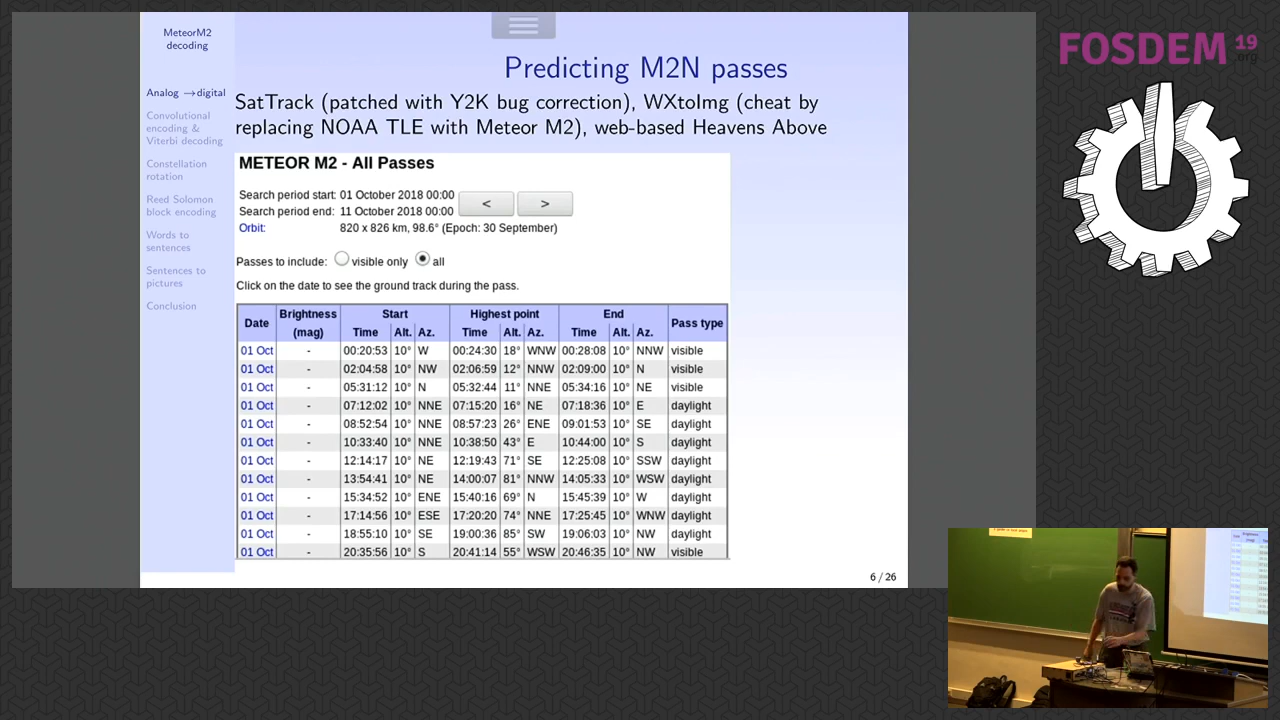 MeteorM2
decoding
Analog →digital
Convolutional
encoding &
Viterbi decoding
Constellation
rotation
Reed Solomon
block encoding
Words to
sentences
Sentences to
pictures
Conclusion
Predicting M2N passes
SatTrack (patched with Y2K bug correction), WXtoImg (cheat by
replacing NOAA TLE with Meteor M2), web-based Heavens Above
METEOR M2 - All Passes
Search period start: 01 October 2018 00:00
Search period end: 11 October 2018 00:00
< >
Orbit: 820 x 826 km, 98.6° (Epoch: 30 September)
Passes to include: visible only all
Click on the date to see the ground track during the pass.
Date Brightness (mag) Start Highest point End Pass type
Time Alt. Az. Time Alt. Az. Time Alt. Az.
01 Oct - 00:20:53 10° W 00:24:30 18° WNW 00:28:08 10° NNW visible
01 Oct - 02:04:58 10° NW 02:06:59 12° NNW 02:09:00 10° N visible
01 Oct - 05:31:12 10° N 05:32:44 11° NNE 05:34:16 10° NE visible
01 Oct - 07:12:02 10° NNE 07:15:20 16° NE 07:18:36 10° E daylight
01 Oct - 08:52:54 10° NNE 08:57:23 26° ENE 09:01:53 10° SE daylight
01 Oct - 10:33:40 10° NNE 10:38:50 43° E 10:44:00 10° S daylight
01 Oct - 12:14:17 10° NE 12:19:43 71° SE 12:25:08 10° SSW daylight
01 Oct - 13:54:41 10° NE 14:00:07 81° NNW 14:05:33 10° WSW daylight
01 Oct - 15:34:52 10° ENE 15:40:16 69° N 15:45:39 10° W daylight
01 Oct - 17:14:56 10° ESE 17:20:20 74° NNE 17:25:45 10° WNW daylight
01 Oct - 18:55:10 10° SE 19:00:36 85° SW 19:06:03 10° NW daylight
01 Oct - 20:35:56 10° S 20:41:14 55° WSW 20:46:35 10° NW visible
6 / 26
FOSDEM 19
.org